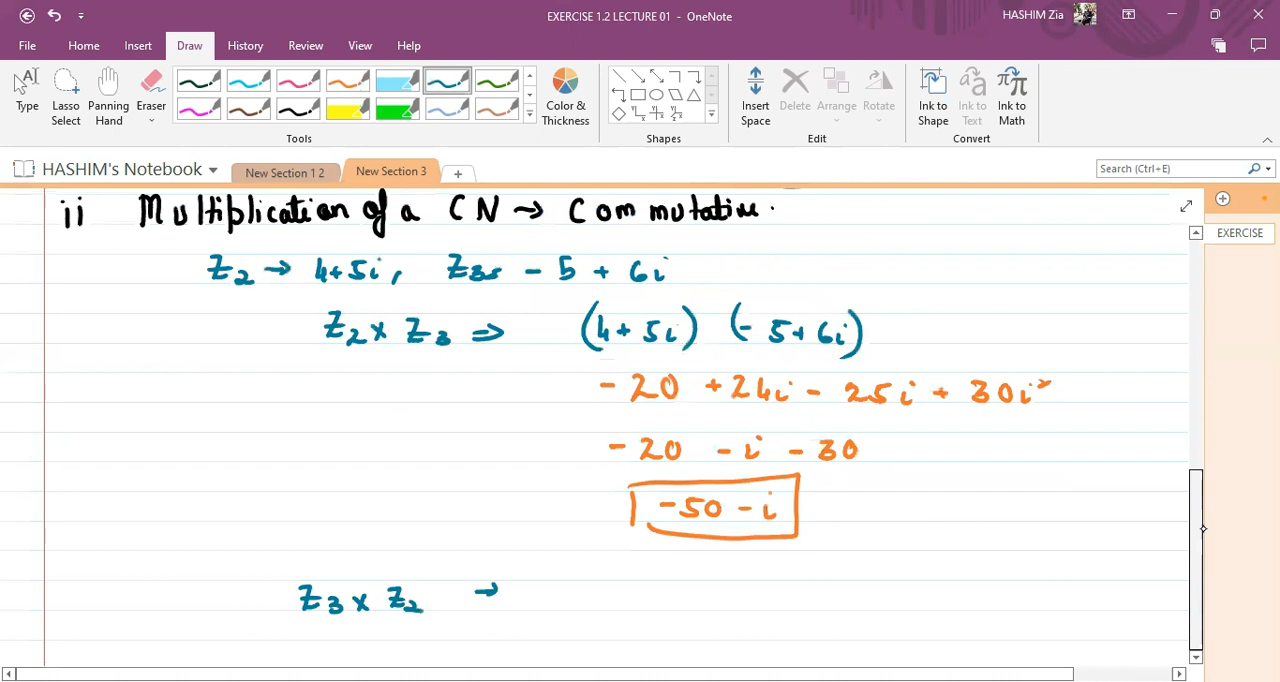 EXERCISE 1.2 LECTURE 01 - OneNote
HASHIM Zia
File Home Insert Draw History Review View Help
Type Lasso Select Panning Hand Eraser Color & Thickness Insert Space Delete Arrange Rotate Ink to Shape Ink to Text Ink to Math
Tools Shapes Edit Convert
HASHIM's Notebook New Section 1 2 New Section 3 + Search (Ctrl+E)
EXERCISE
ii Multiplication of a CN → Commutative.
Z2 → 4+5i, Z3 = - 5 + 6i
Z2 x Z3 ⇒ (4+5i) (- 5+6i)
- 20 + 24i - 25i + 30i²
- 20 - i - 30
-50 - i
Z3 x Z2 →